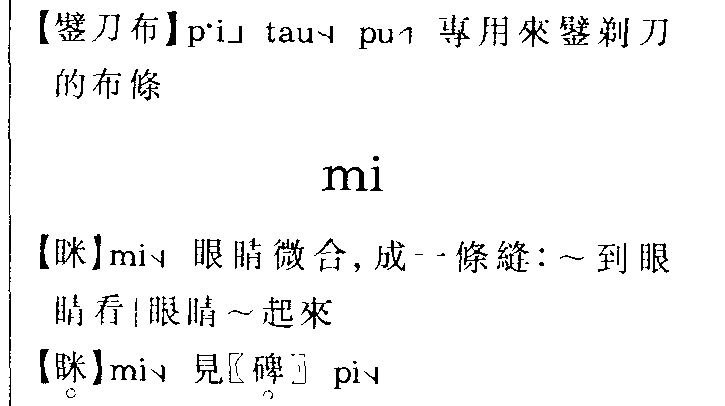 【鐾刀布】p‘i˩ tau˧˩ pu˦˥ 專用來鐾剃刀
的布條
mi
【眯】mi˧˩ 眼睛微合，成一條縫：～到眼
睛看|眼睛～起來
【眯】mi˧˩ 見〖碑〗 pi˧˩